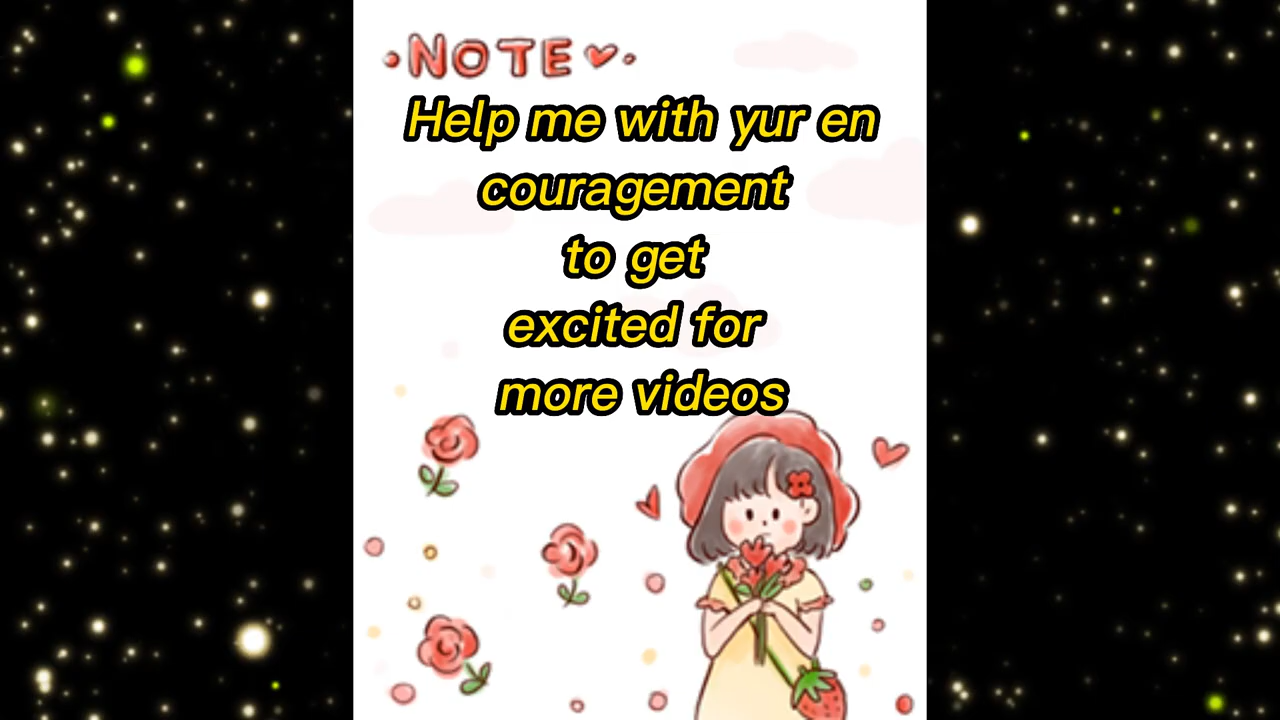 NOTE
Help me with yur en
couragement
to get
excited for
more videos